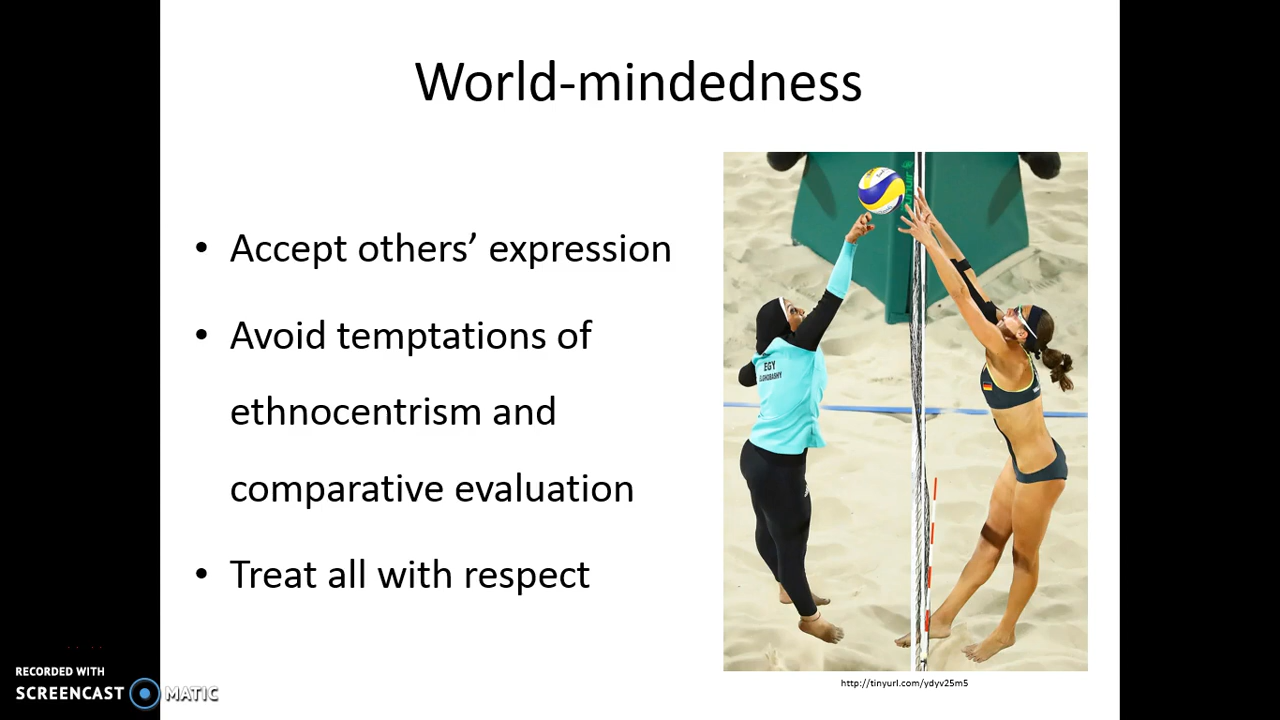 World-mindedness
• Accept others’ expression
• Avoid temptations of
ethnocentrism and
comparative evaluation
• Treat all with respect
EGY
http://tinyurl.com/ydyv25m5
RECORDED WITH
SCREENCAST MATIC